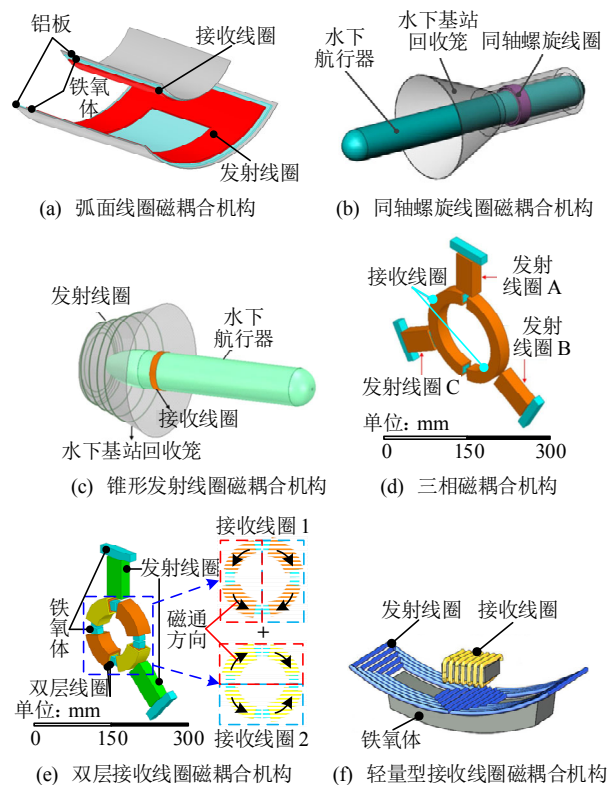 铝板
接收线圈
铁氧体
发射线圈
(a) 弧面线圈磁耦合机构
水下航行器
水下基站回收笼
同轴螺旋线圈
(b) 同轴螺旋线圈磁耦合机构
发射线圈
水下航行器
接收线圈
水下基站回收笼
(c) 锥形发射线圈磁耦合机构
接收线圈
发射线圈 A
发射线圈 B
发射线圈 C
单位: mm
0 150 300
(d) 三相磁耦合机构
发射线圈
铁氧体
双层线圈
单位: mm
0 150 300
接收线圈 1
磁通方向
+
接收线圈 2
(e) 双层接收线圈磁耦合机构
发射线圈
接收线圈
铁氧体
(f) 轻量型接收线圈磁耦合机构